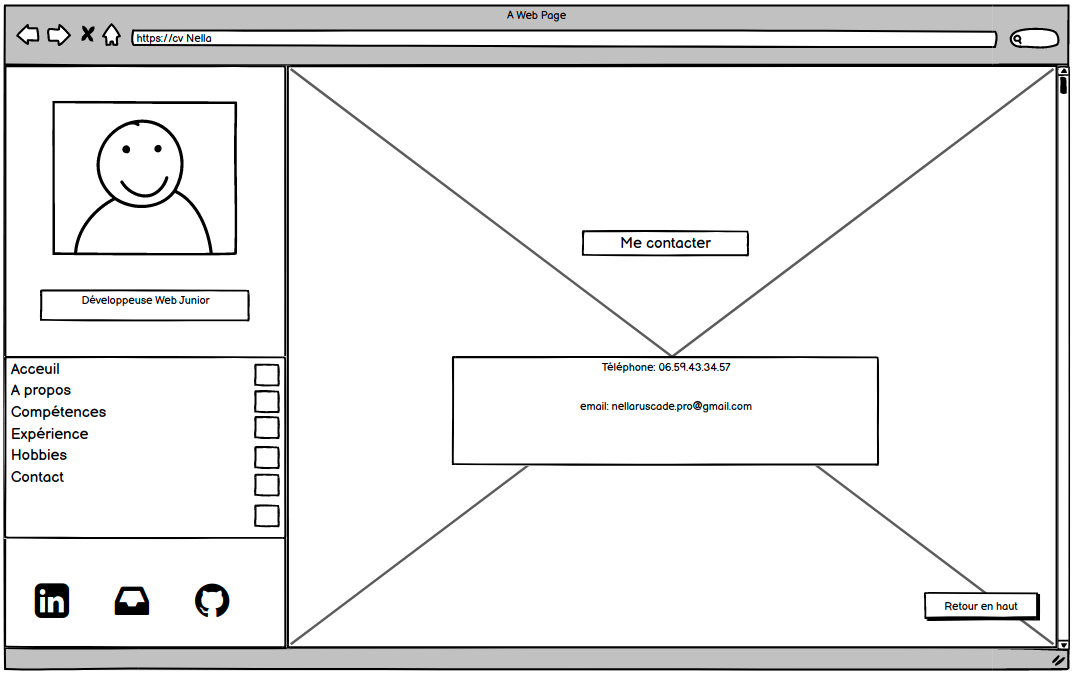 A Web Page
https://cv Nella
Développeuse Web Junior
Acceuil
A propos
Compétences
Expérience
Hobbies
Contact
in
Me contacter
Téléphone: 06.59.43.34.57
email: nellaruscade.pro@gmail.com
Retour en haut